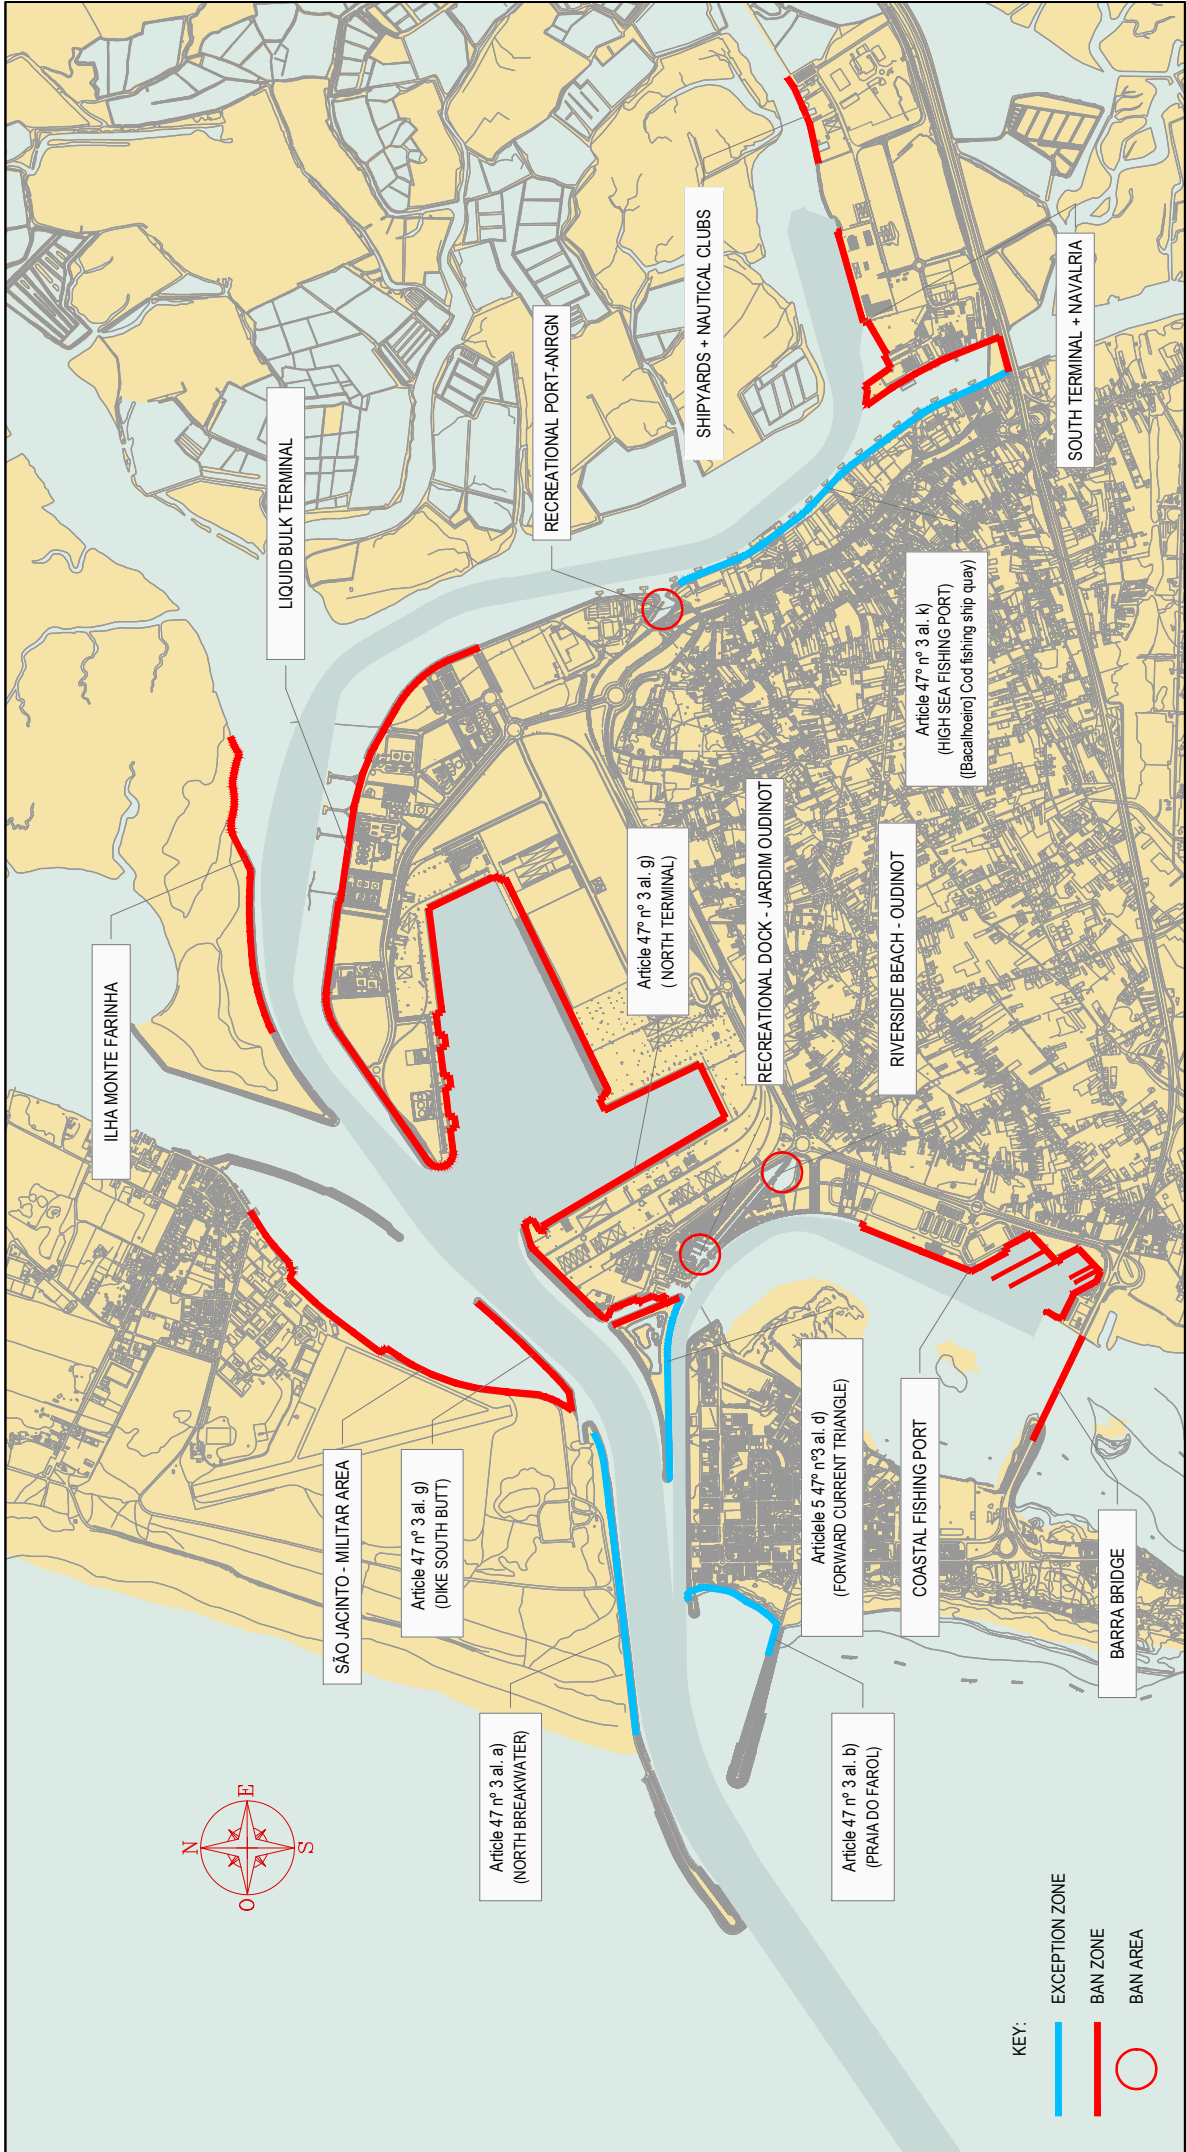 ILHA MONTE FARINHA
LIQUID BULK TERMINAL
SÃO JACINTO - MILITAR AREA
Article 47 nº 3 al. g)
(DIKE SOUTH BUTT)
Article 47 nº 3 al. a)
(NORTH BREAKWATER)
RECREATIONAL PORT-ANRGN
Article 47º nº 3 al. g)
( NORTH TERMINAL)
SHIPYARDS + NAUTICAL CLUBS
RECREATIONAL DOCK - JARDIM OUDINOT
Articlele 5 47º nº3 al. d)
(FORWARD CURRENT TRIANGLE)
Article 47 nº 3 al. b)
(PRAIA DO FAROL)
RIVERSIDE BEACH - OUDINOT
COASTAL FISHING PORT
Article 47º nº 3 al. k)
(HIGH SEA FISHING PORT)
([Bacalhoeiro] Cod fishing ship quay)
SOUTH TERMINAL + NAVALRIA
BARRA BRIDGE
N
E
S
O
KEY:
EXCEPTION ZONE
BAN ZONE
BAN AREA